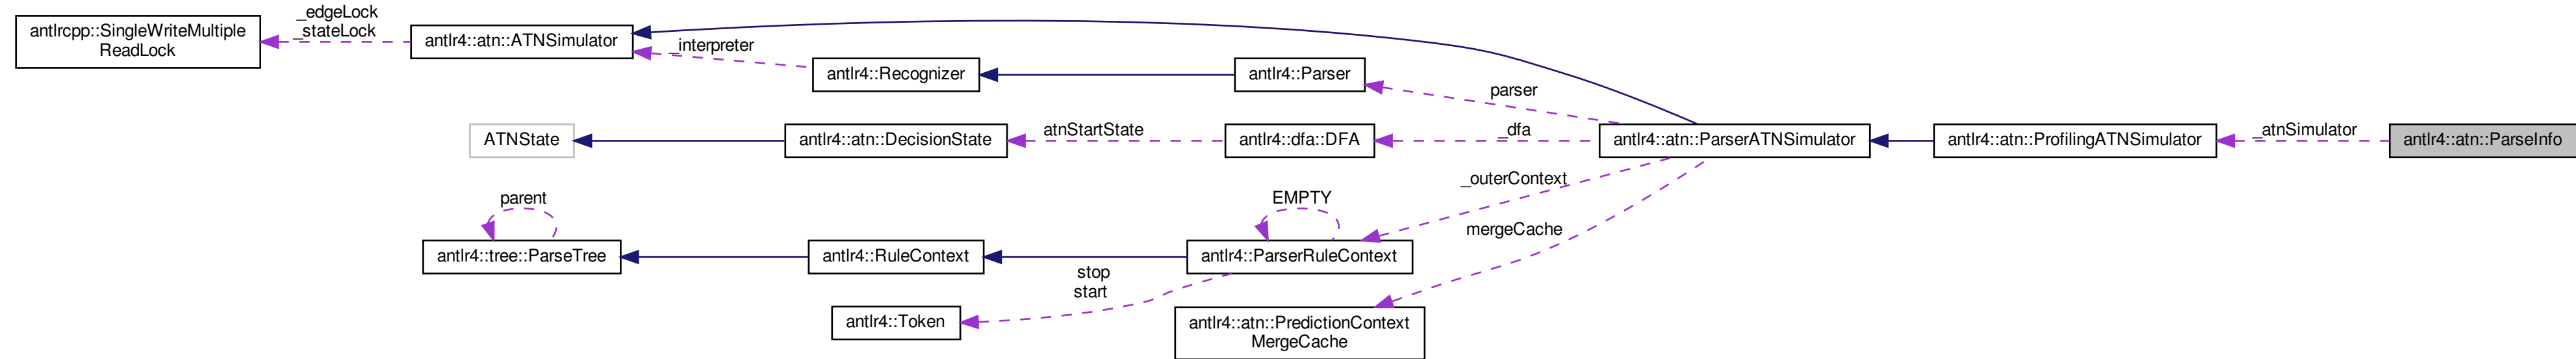 _edgeLock
_stateLock
antlrcpp::SingleWriteMultiple
ReadLock
antlr4::atn::ATNSimulator
_interpreter
antlr4::Recognizer
antlr4::Parser
parser
ATNState
antlr4::atn::DecisionState
atnStartState
antlr4::dfa::DFA
_dfa
antlr4::atn::ParserATNSimulator
antlr4::atn::ProfilingATNSimulator
_atnSimulator
antlr4::atn::ParseInfo
parent
EMPTY
_outerContext
mergeCache
antlr4::tree::ParseTree
antlr4::RuleContext
antlr4::ParserRuleContext
stop
start
antlr4::Token
antlr4::atn::PredictionContext
MergeCache